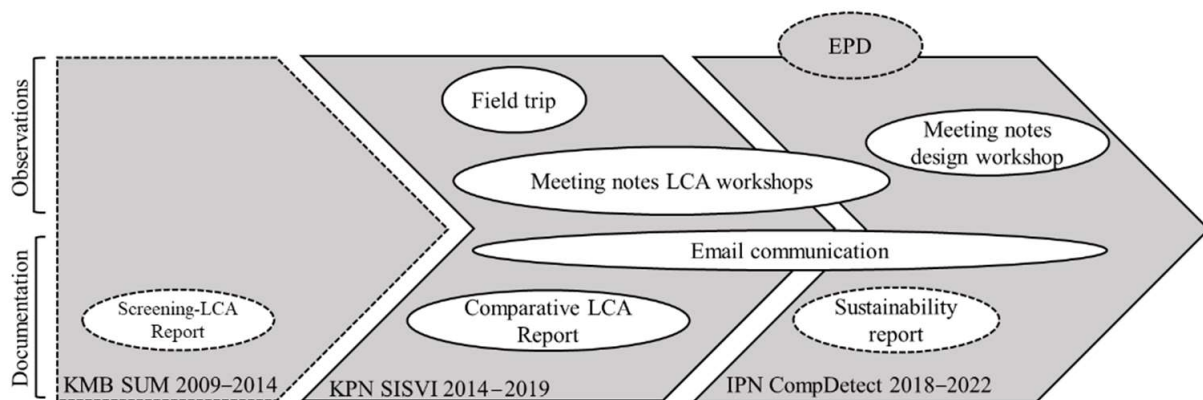 EPD
Observations
Field trip
Meeting notes
design workshop
Meeting notes LCA workshops
Documentation
Email communication
Screening-LCA
Report
Comparative LCA
Report
Sustainability
report
KMB SUM 2009–2014
KPN SISVI 2014–2019
IPN CompDetect 2018–2022